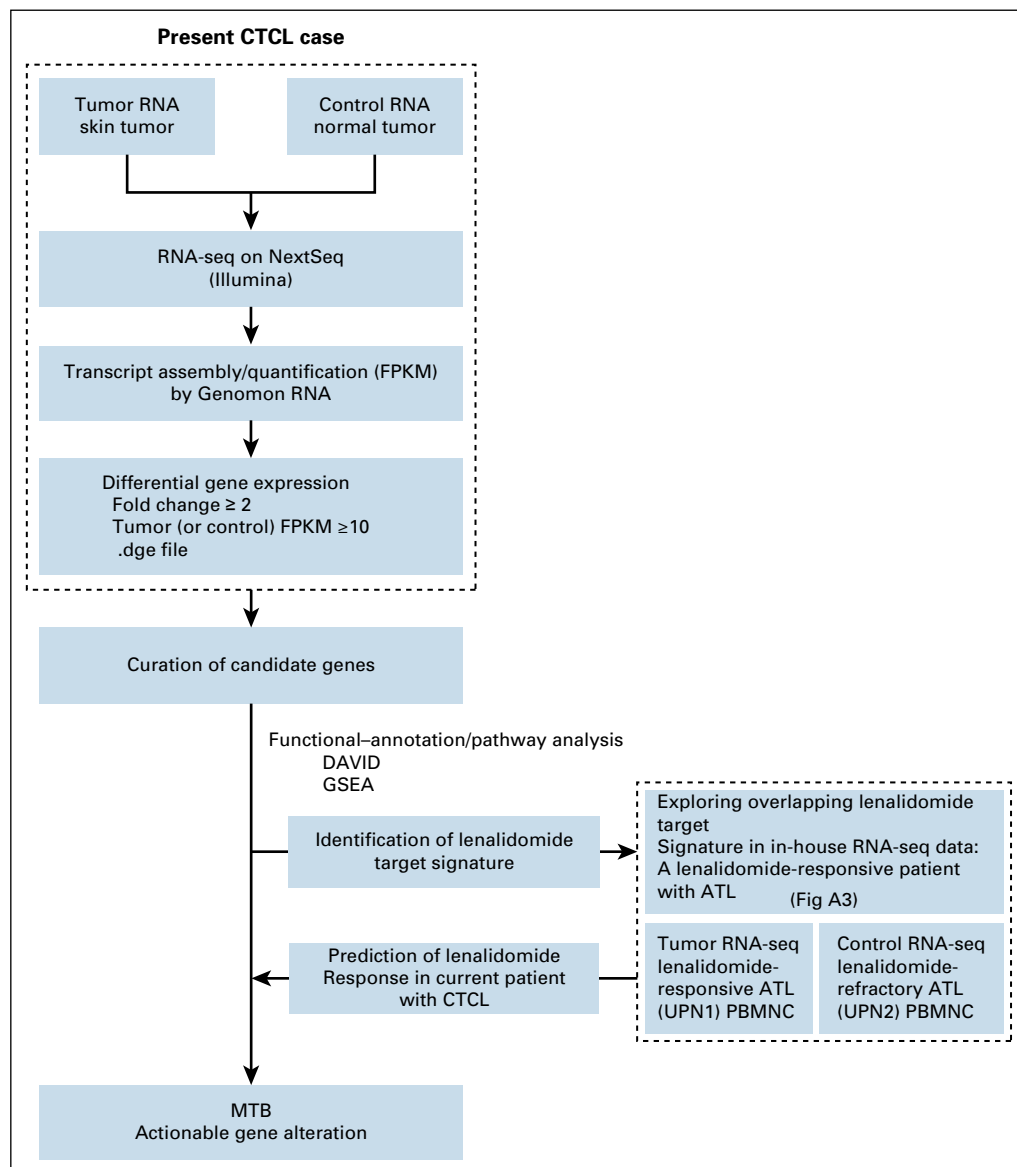 Present CTCL case
Tumor RNA
skin tumor
Control RNA
normal tumor
RNA-seq on NextSeq
(Illumina)
Transcript assembly/quantification (FPKM)
by Genomon RNA
Differential gene expression
Fold change ≥ 2
Tumor (or control) FPKM ≥10
.dge file
Curation of candidate genes
Functional–annotation/pathway analysis
DAVID
GSEA
Identification of lenalidomide
target signature
Exploring overlapping lenalidomide
target
Signature in in-house RNA-seq data:
A lenalidomide-responsive patient
with ATL (Fig A3)
Tumor RNA-seq
lenalidomide-
responsive ATL
(UPN1) PBMNC
Control RNA-seq
lenalidomide-
refractory ATL
(UPN2) PBMNC
Prediction of lenalidomide
Response in current patient
with CTCL
MTB
Actionable gene alteration